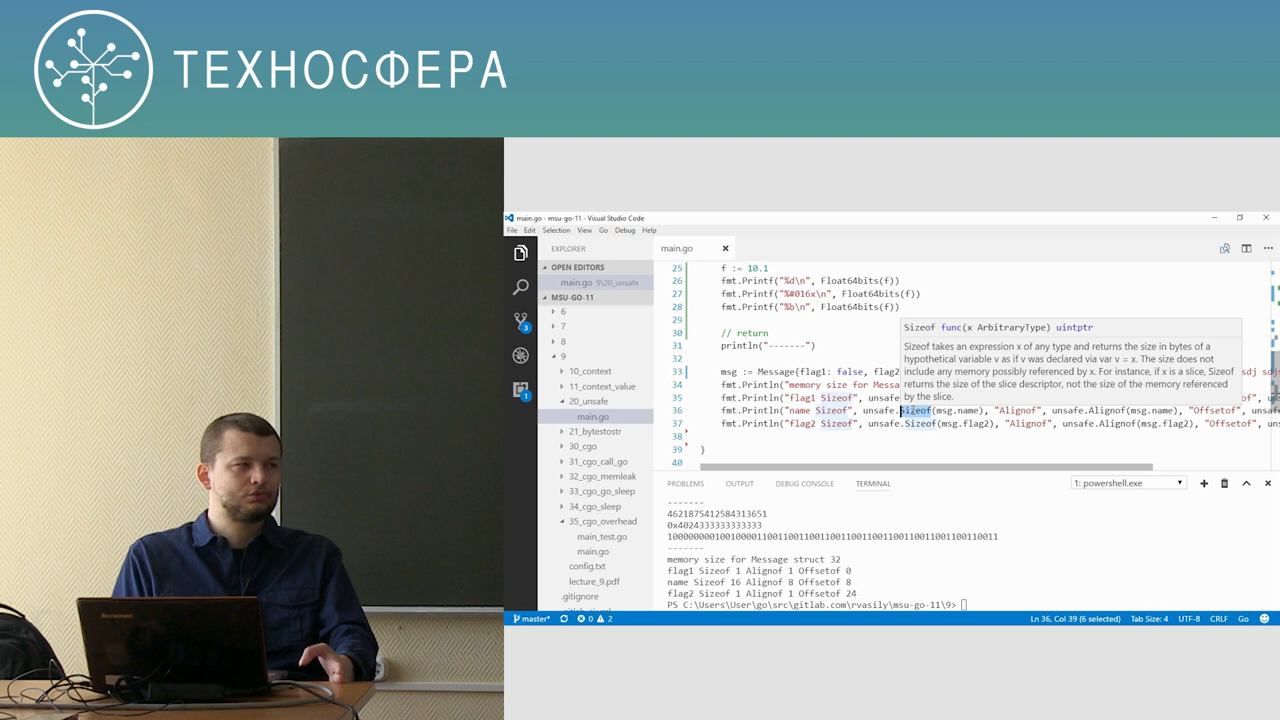 ТЕХНОСФЕРА
main.go - msu-go-11 - Visual Studio Code
File Edit Selection View Go Debug Help
EXPLORER
OPEN EDITORS
main.go 9\20_unsafe
MSU-GO-11
6
7
8
9
10_context
11_context_value
20_unsafe
main.go
21_bytestostr
30_cgo
31_cgo_call_go
32_cgo_memleak
33_cgo_go_sleep
34_cgo_sleep
35_cgo_overhead
main_test.go
main.go
config.txt
lecture_9.pdf
.gitignore
3
1
main.go
25 f := 10.1
26 fmt.Printf("%d\n", Float64bits(f))
27 fmt.Printf("%#016x\n", Float64bits(f))
28 fmt.Printf("%b\n", Float64bits(f))
29
30 // return
31 println("-------")
32
33 msg := Message{flag1: false, flag2
34 fmt.Println("memory size for Messa
35 fmt.Println("flag1 Sizeof", unsafe
36 fmt.Println("name Sizeof", unsafe.Sizeof(msg.name), "Alignof", unsafe.Alignof(msg.name), "Offsetof", unsaf
37 fmt.Println("flag2 Sizeof", unsafe.Sizeof(msg.flag2), "Alignof", unsafe.Alignof(msg.flag2), "Offsetof", uns
38
39 }
40
Sizeof func(x ArbitraryType) uintptr
Sizeof takes an expression x of any type and returns the size in bytes of a
hypothetical variable v as if v was declared via var v = x. The size does not
include any memory possibly referenced by x. For instance, if x is a slice, Sizeof
returns the size of the slice descriptor, not the size of the memory referenced
by the slice.
PROBLEMS OUTPUT DEBUG CONSOLE TERMINAL 1: powershell.exe
-------
4621875412584313651
0x4024333333333333
-------
memory size for Message struct 32
flag1 Sizeof 1 Alignof 1 Offsetof 0
name Sizeof 16 Alignof 8 Offsetof 8
flag2 Sizeof 1 Alignof 1 Offsetof 24
PS C:\Users\User\go\src\gitlab.com\rvasily\msu-go-11\9>
master* 0 2 Ln 36, Col 39 (6 selected) Tab Size: 4 UTF-8 CRLF Go